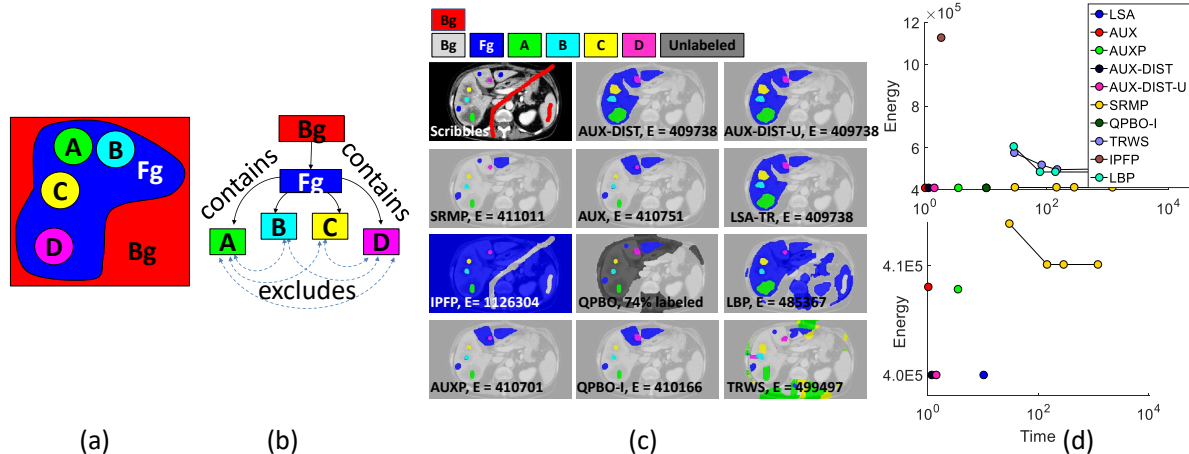 A
B
Fg
C
D
Bg
(a)
Bg
contains
contains
Fg
A
B
C
D
excludes
(b)
Bg
Bg Fg A B C D Unlabeled
Scribbles
AUX-DIST, E = 409738
AUX-DIST-U, E = 409738
SRMP, E = 411011
AUX, E = 410751
LSA-TR, E = 409738
IPFP, E= 1126304
QPBO, 74% labeled
LBP, E = 485367
AUXP, E = 410701
QPBO-I, E = 410166
TRWS, E = 499497
(c)
× 10⁵
12
10
8
6
4
Energy
10⁰ 10² 10⁴
LSA
AUX
AUXP
AUX-DIST
AUX-DIST-U
SRMP
QPBO-I
TRWS
IPFP
LBP
4.1E5
4.0E5
Energy
10⁰ 10² 10⁴
Time
(d)